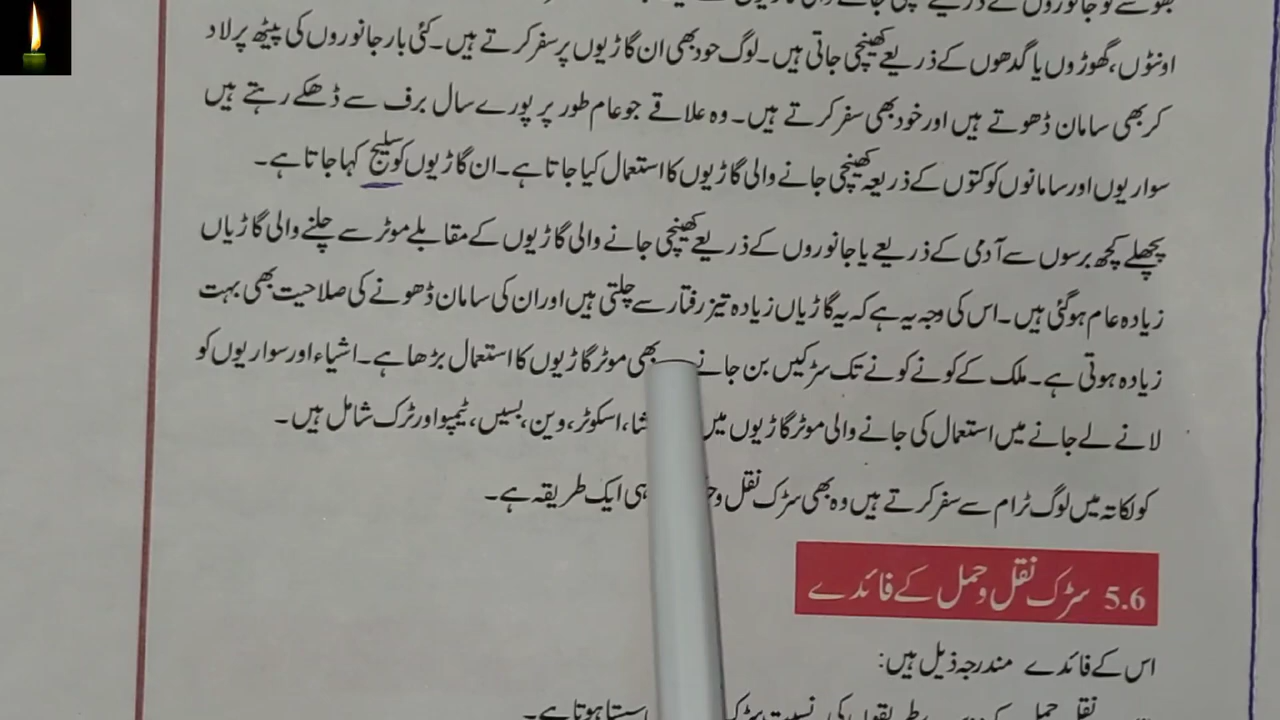 اونٹوں، گھوڑوں یا گدھوں کے ذریعے کھینچی جاتی ہیں۔ لوگ خود بھی ان گاڑیوں پر سفر کرتے ہیں۔ کئی بار جانوروں کی پیٹھ پر لاد
کر بھی سامان ڈھوتے ہیں اور خود بھی سفر کرتے ہیں۔ وہ علاقے جو عام طور پر پورے سال برف سے ڈھکے رہتے ہیں
سواریوں اور سامانوں کو کتوں کے ذریعہ کھینچی جانے والی گاڑیوں کا استعمال کیا جاتا ہے۔ ان گاڑیوں کو سلیج کہا جاتا ہے۔
پچھلے کچھ برسوں سے آدمی کے ذریعے یا جانوروں کے ذریعے کھینچی جانے والی گاڑیوں کے مقابلے موٹر سے چلنے والی گاڑیاں
زیادہ عام ہوگئی ہیں۔ اس کی وجہ یہ ہے کہ یہ گاڑیاں زیادہ تیز رفتار سے چلتی ہیں اور ان کی سامان ڈھونے کی صلاحیت بھی بہت
زیادہ ہوتی ہے۔ ملک کے کونے کونے تک سڑکیں بن جانے بھی موٹر گاڑیوں کا استعمال بڑھا ہے۔ اشیاء اور سواریوں کو
لانے لے جانے میں استعمال کی جانے والی موٹر گاڑیوں میں اسکوٹر، وین، بسیں، ٹیمپو اور ٹرک شامل ہیں۔
کولکاتہ میں لوگ ٹرام سے سفر کرتے ہیں وہ بھی سڑک نقل ہی ایک طریقہ ہے۔
5.6 سڑک نقل و حمل کے فائدے
اس کے فائدے مندرجہ ذیل ہیں:
سستا ہوتا ہے۔